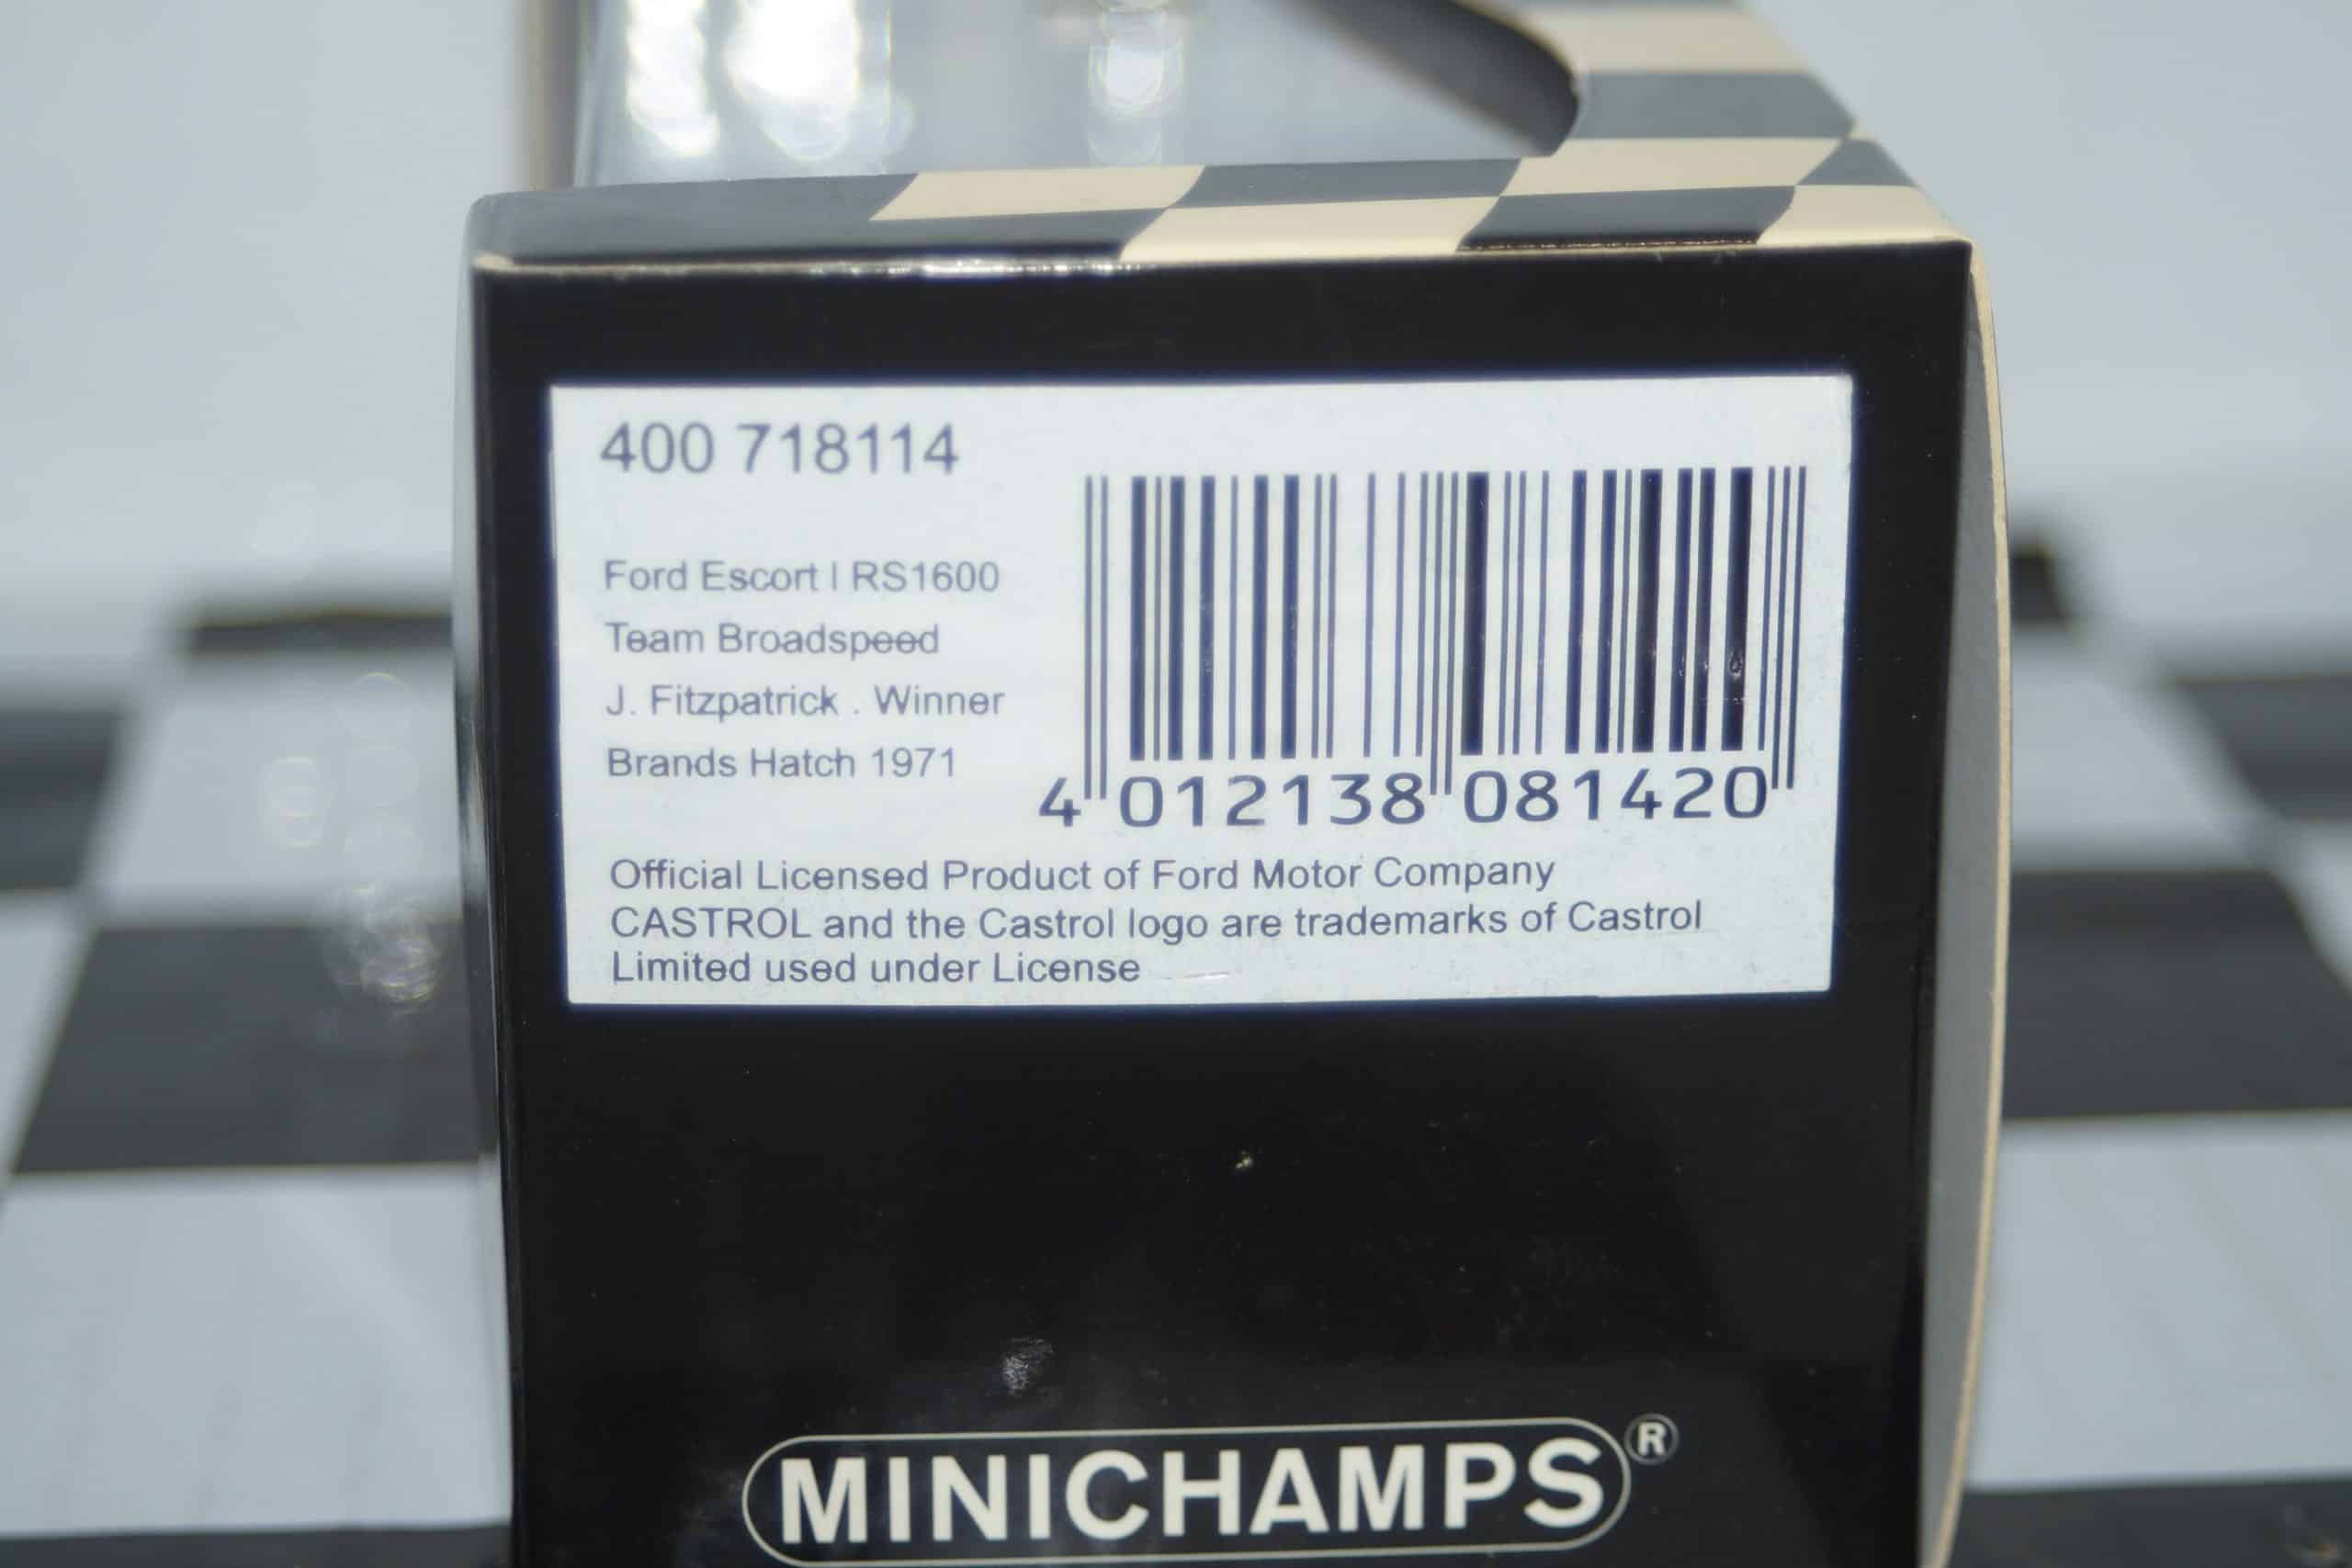 400 718114
Ford Escort I RS1600
Team Broadspeed
J. Fitzpatrick . Winner
Brands Hatch 1971
4 012138 081420
Official Licensed Product of Ford Motor Company
CASTROL and the Castrol logo are trademarks of Castrol
Limited used under License
MINICHAMPS®